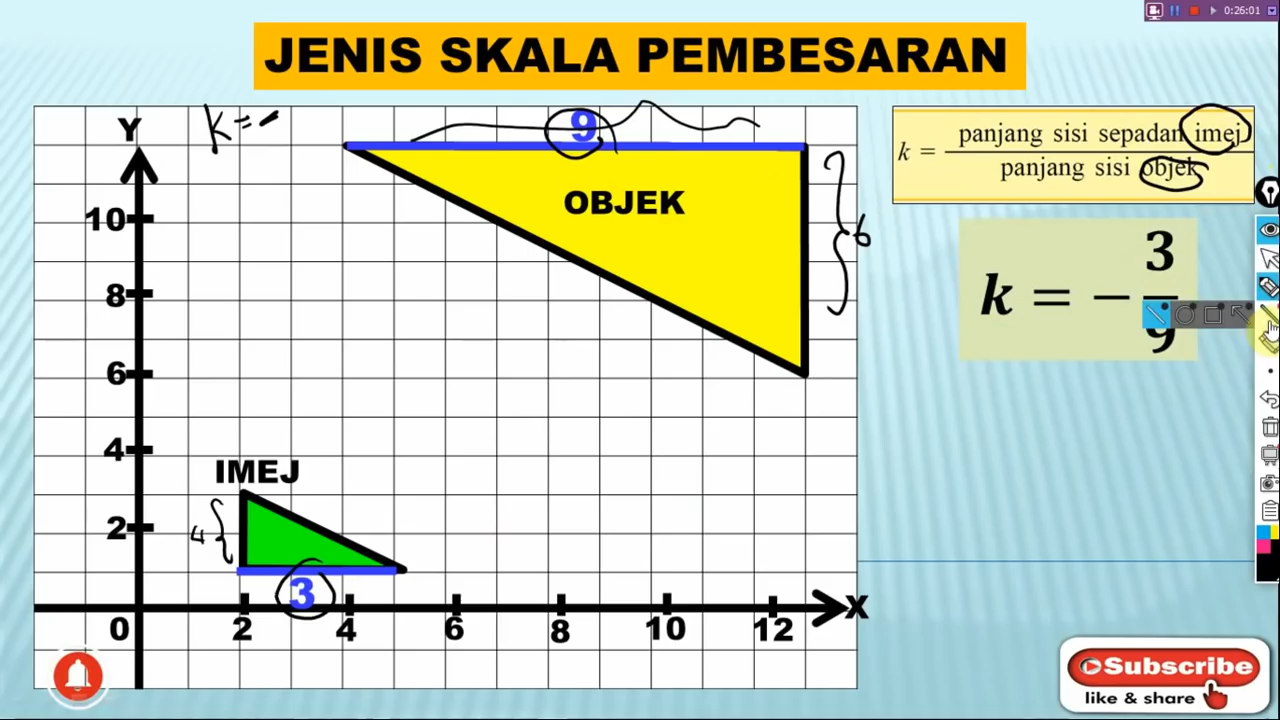 0:26:01
JENIS SKALA PEMBESARAN
Y
k = -
9
k = panjang sisi sepadan imej
panjang sisi objek
OBJEK
6
10
8
6
4
2
k = − 3
9
IMEJ
4
3
X
0 2 4 6 8 10 12
Subscribe
like & share